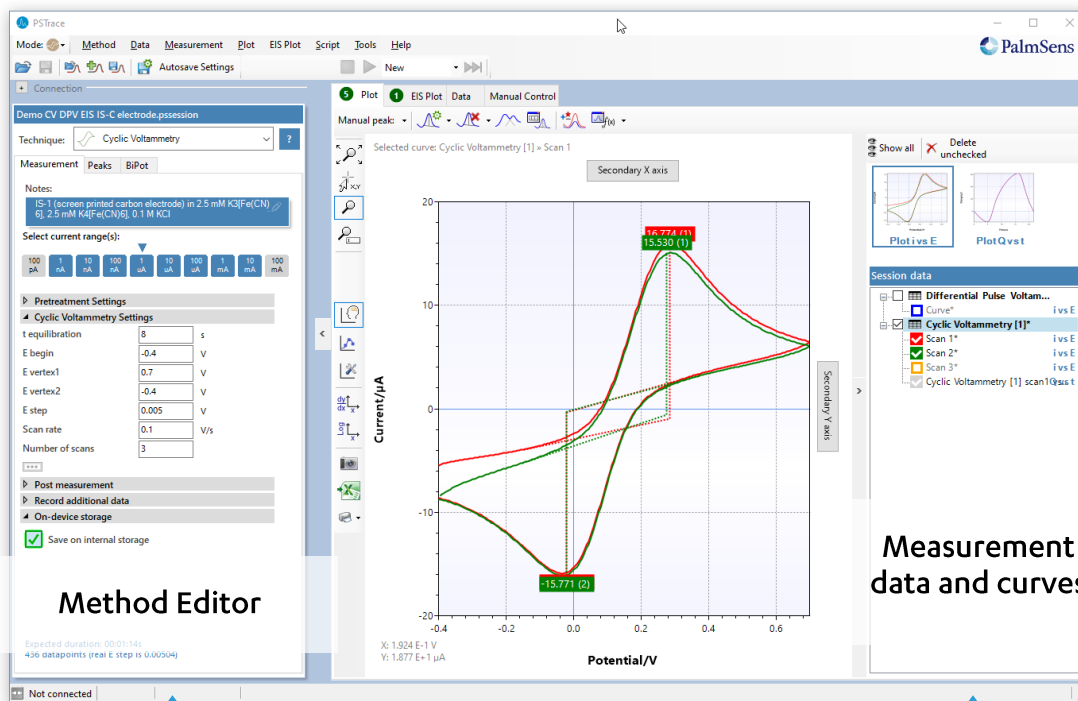 PSTrace
Mode: Method Data Measurement Plot EIS Plot Script Tools Help
PalmSens
Autosave Settings New
Connection
Demo CV DPV EIS IS-C electrode.pssession
Technique: Cyclic Voltammetry ?
Measurement Peaks BiPot
Notes:
IS-1 (screen printed carbon electrode) in 2.5 mM K3[Fe(CN)
6], 2.5 mM K4[Fe(CN)6], 0.1 M KCl
Select current range(s):
100 pA 1 nA 10 nA 100 nA 1 uA 10 uA 100 uA 1 mA 10 mA 100 mA
Pretreatment Settings
Cyclic Voltammetry Settings
t equilibration 8 s
E begin -0.4 V
E vertex1 0.7 V
E vertex2 -0.4 V
E step 0.005 V
Scan rate 0.1 V/s
Number of scans 3
Post measurement
Record additional data
On-device storage
Save on internal storage
Method Editor
Expected duration: 00:01:14s
436 datapoints (real E step is 0.00504)
Not connected
5 Plot 1 EIS Plot Data Manual Control
Manual peak:
Selected curve: Cyclic Voltammetry [1] » Scan 1
Secondary X axis
16.774 (1)
15.530 (1)
-15.771 (2)
20
10
0
-10
-20
-0.4 -0.2 0.0 0.2 0.4 0.6
Current/µA
Potential/V
Secondary Y axis
X: 1.924 E-1 V
Y: 1.877 E+1 µA
Show all Delete
unchecked
Plot i vs E Plot Q vs t
Session data
Differential Pulse Voltam...
Curve* i vs E
Cyclic Voltammetry [1]*
Scan 1* i vs E
Scan 2* i vs E
Scan 3* i vs E
Cyclic Voltammetry [1] scan1
Measurement
data and curves